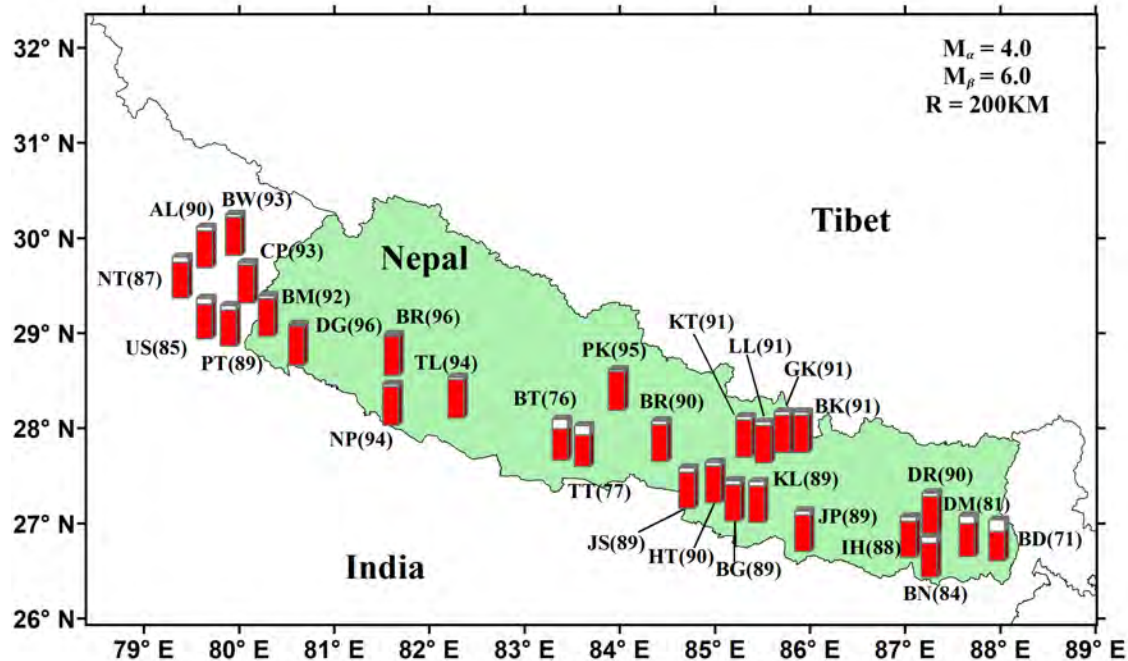 32° N
31° N
30° N
29° N
28° N
27° N
26° N
M_α = 4.0
M_β = 6.0
R = 200KM
Tibet
Nepal
India
BW(93)
AL(90)
CP(93)
NT(87)
BM(92)
US(85)
PT(89)
DG(96)
BR(96)
TL(94)
NP(94)
PK(95)
BT(76)
TT(77)
BR(90)
KT(91)
LL(91)
GK(91)
BK(91)
KL(89)
JS(89)
HT(90)
BG(89)
JP(89)
DR(90)
DM(81)
IH(88)
BD(71)
BN(84)
79° E 80° E 81° E 82° E 83° E 84° E 85° E 86° E 87° E 88° E 89° E